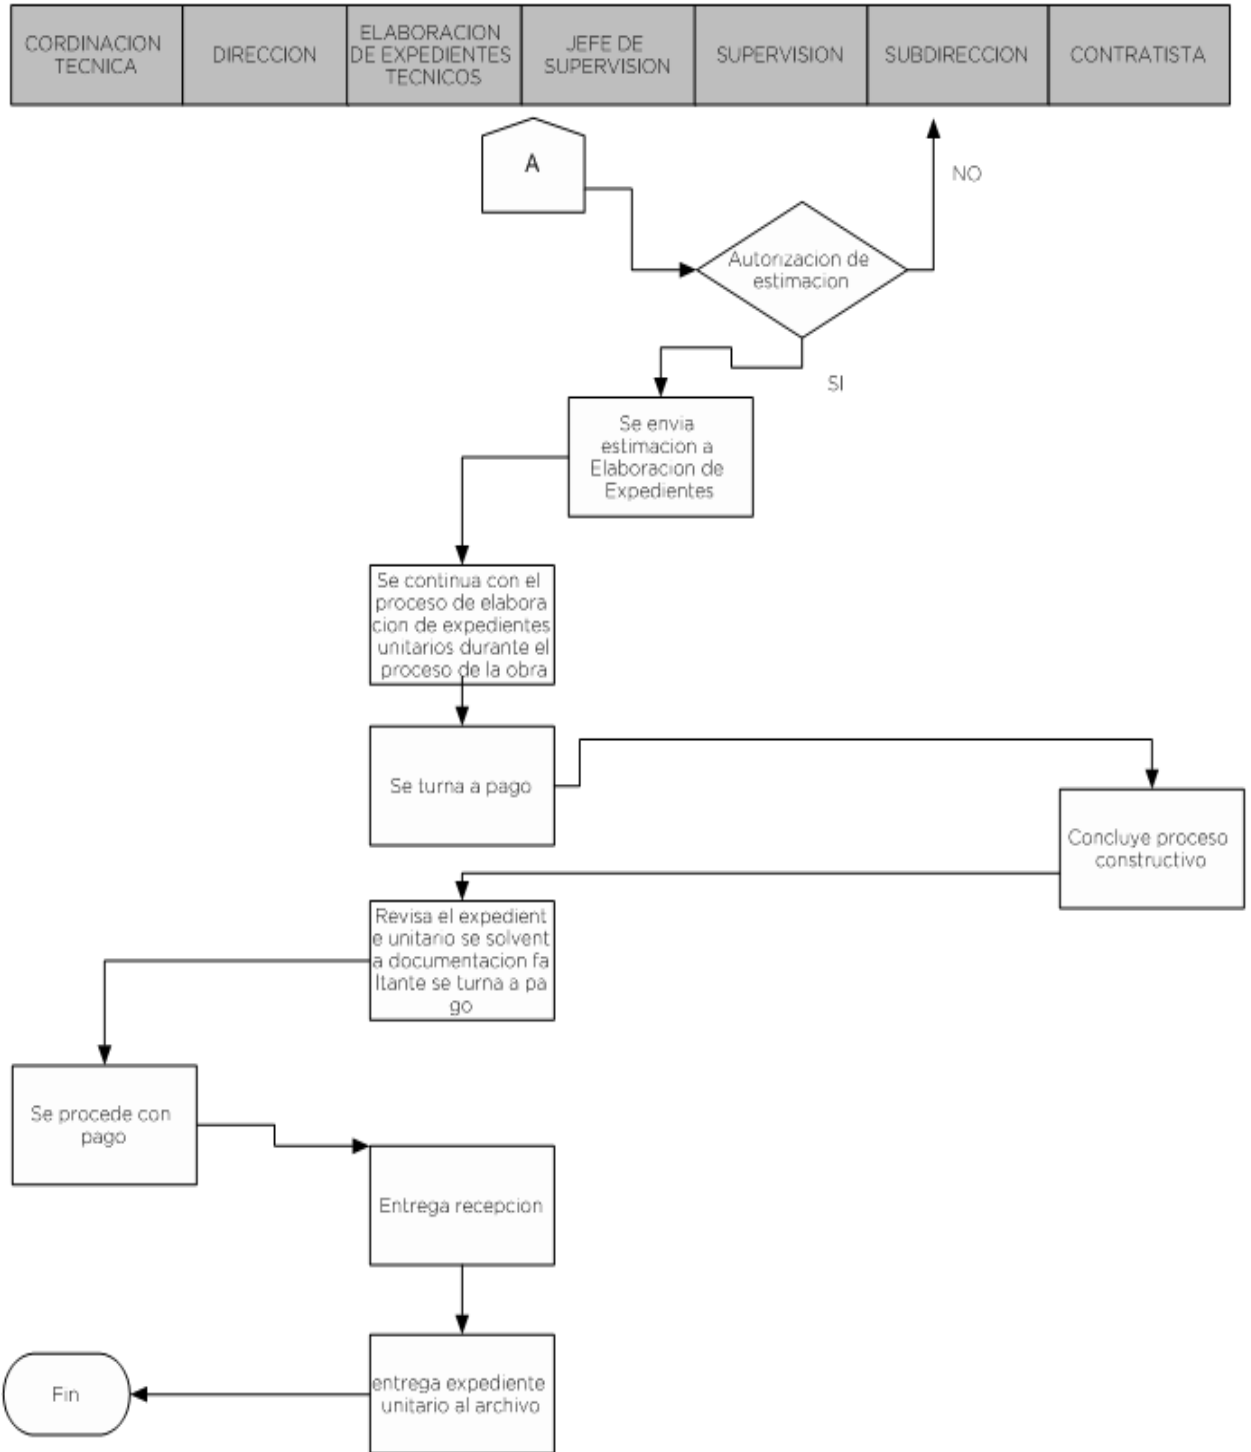 CORDINACION
TECNICA
DIRECCION
ELABORACION
DE EXPEDIENTES
TECNICOS
JEFE DE
SUPERVISION
SUPERVISION
SUBDIRECCION
CONTRATISTA
A
NO
Autorizacion de
estimacion
SI
Se envia
estimacion a
Elaboracion de
Expedientes
Se continua con el
proceso de elabora
cion de expedientes
unitarios durante el
proceso de la obra
Se turna a pago
Concluye proceso
constructivo
Revisa el expedient
e unitario se solvent
a documentacion fa
ltante se turna a pa
go
Se procede con
pago
Entrega recepcion
entrega expediente
unitario al archivo
Fin